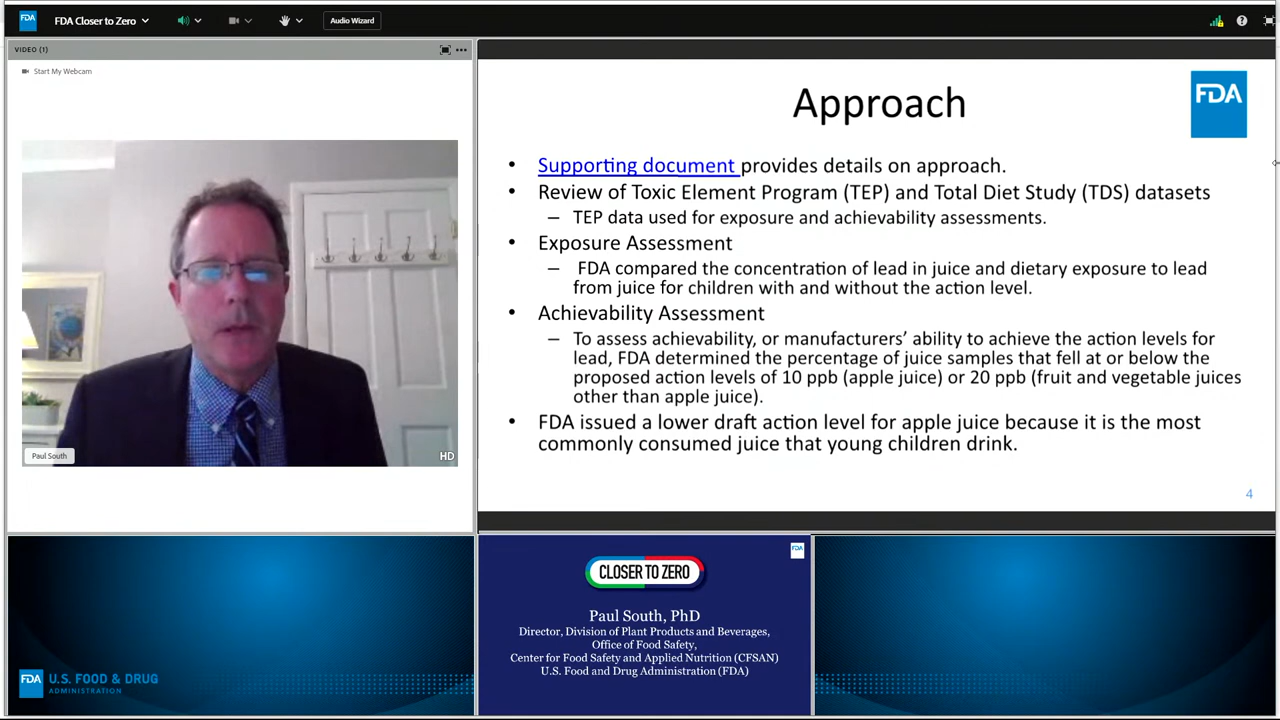 FDA
FDA Closer to Zero
Audio Wizard
VIDEO (1)
Start My Webcam
Paul South
HD
FDA
Approach
• Supporting document provides details on approach.
• Review of Toxic Element Program (TEP) and Total Diet Study (TDS) datasets
– TEP data used for exposure and achievability assessments.
• Exposure Assessment
– FDA compared the concentration of lead in juice and dietary exposure to lead
from juice for children with and without the action level.
• Achievability Assessment
– To assess achievability, or manufacturers’ ability to achieve the action levels for
lead, FDA determined the percentage of juice samples that fell at or below the
proposed action levels of 10 ppb (apple juice) or 20 ppb (fruit and vegetable juices
other than apple juice).
• FDA issued a lower draft action level for apple juice because it is the most
commonly consumed juice that young children drink.
4
FDA U.S. FOOD & DRUG
ADMINISTRATION
FDA
CLOSER TO ZERO
Paul South, PhD
Director, Division of Plant Products and Beverages,
Office of Food Safety,
Center for Food Safety and Applied Nutrition (CFSAN)
U.S. Food and Drug Administration (FDA)